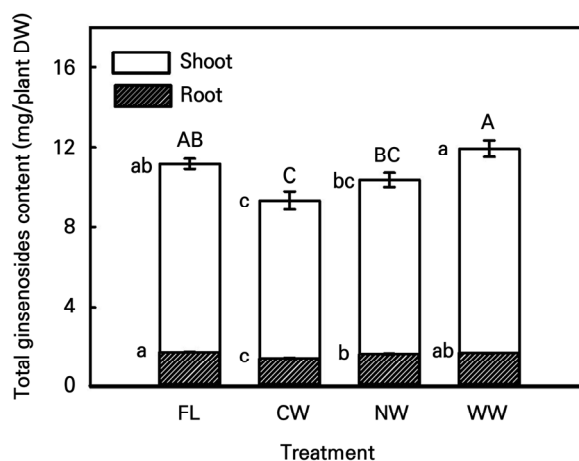 Total ginsenosides content (mg/plant DW)
16
12
8
4
0
Shoot
Root
AB
C
BC
A
ab
c
bc
a
a
c
b
ab
FL CW NW WW
Treatment